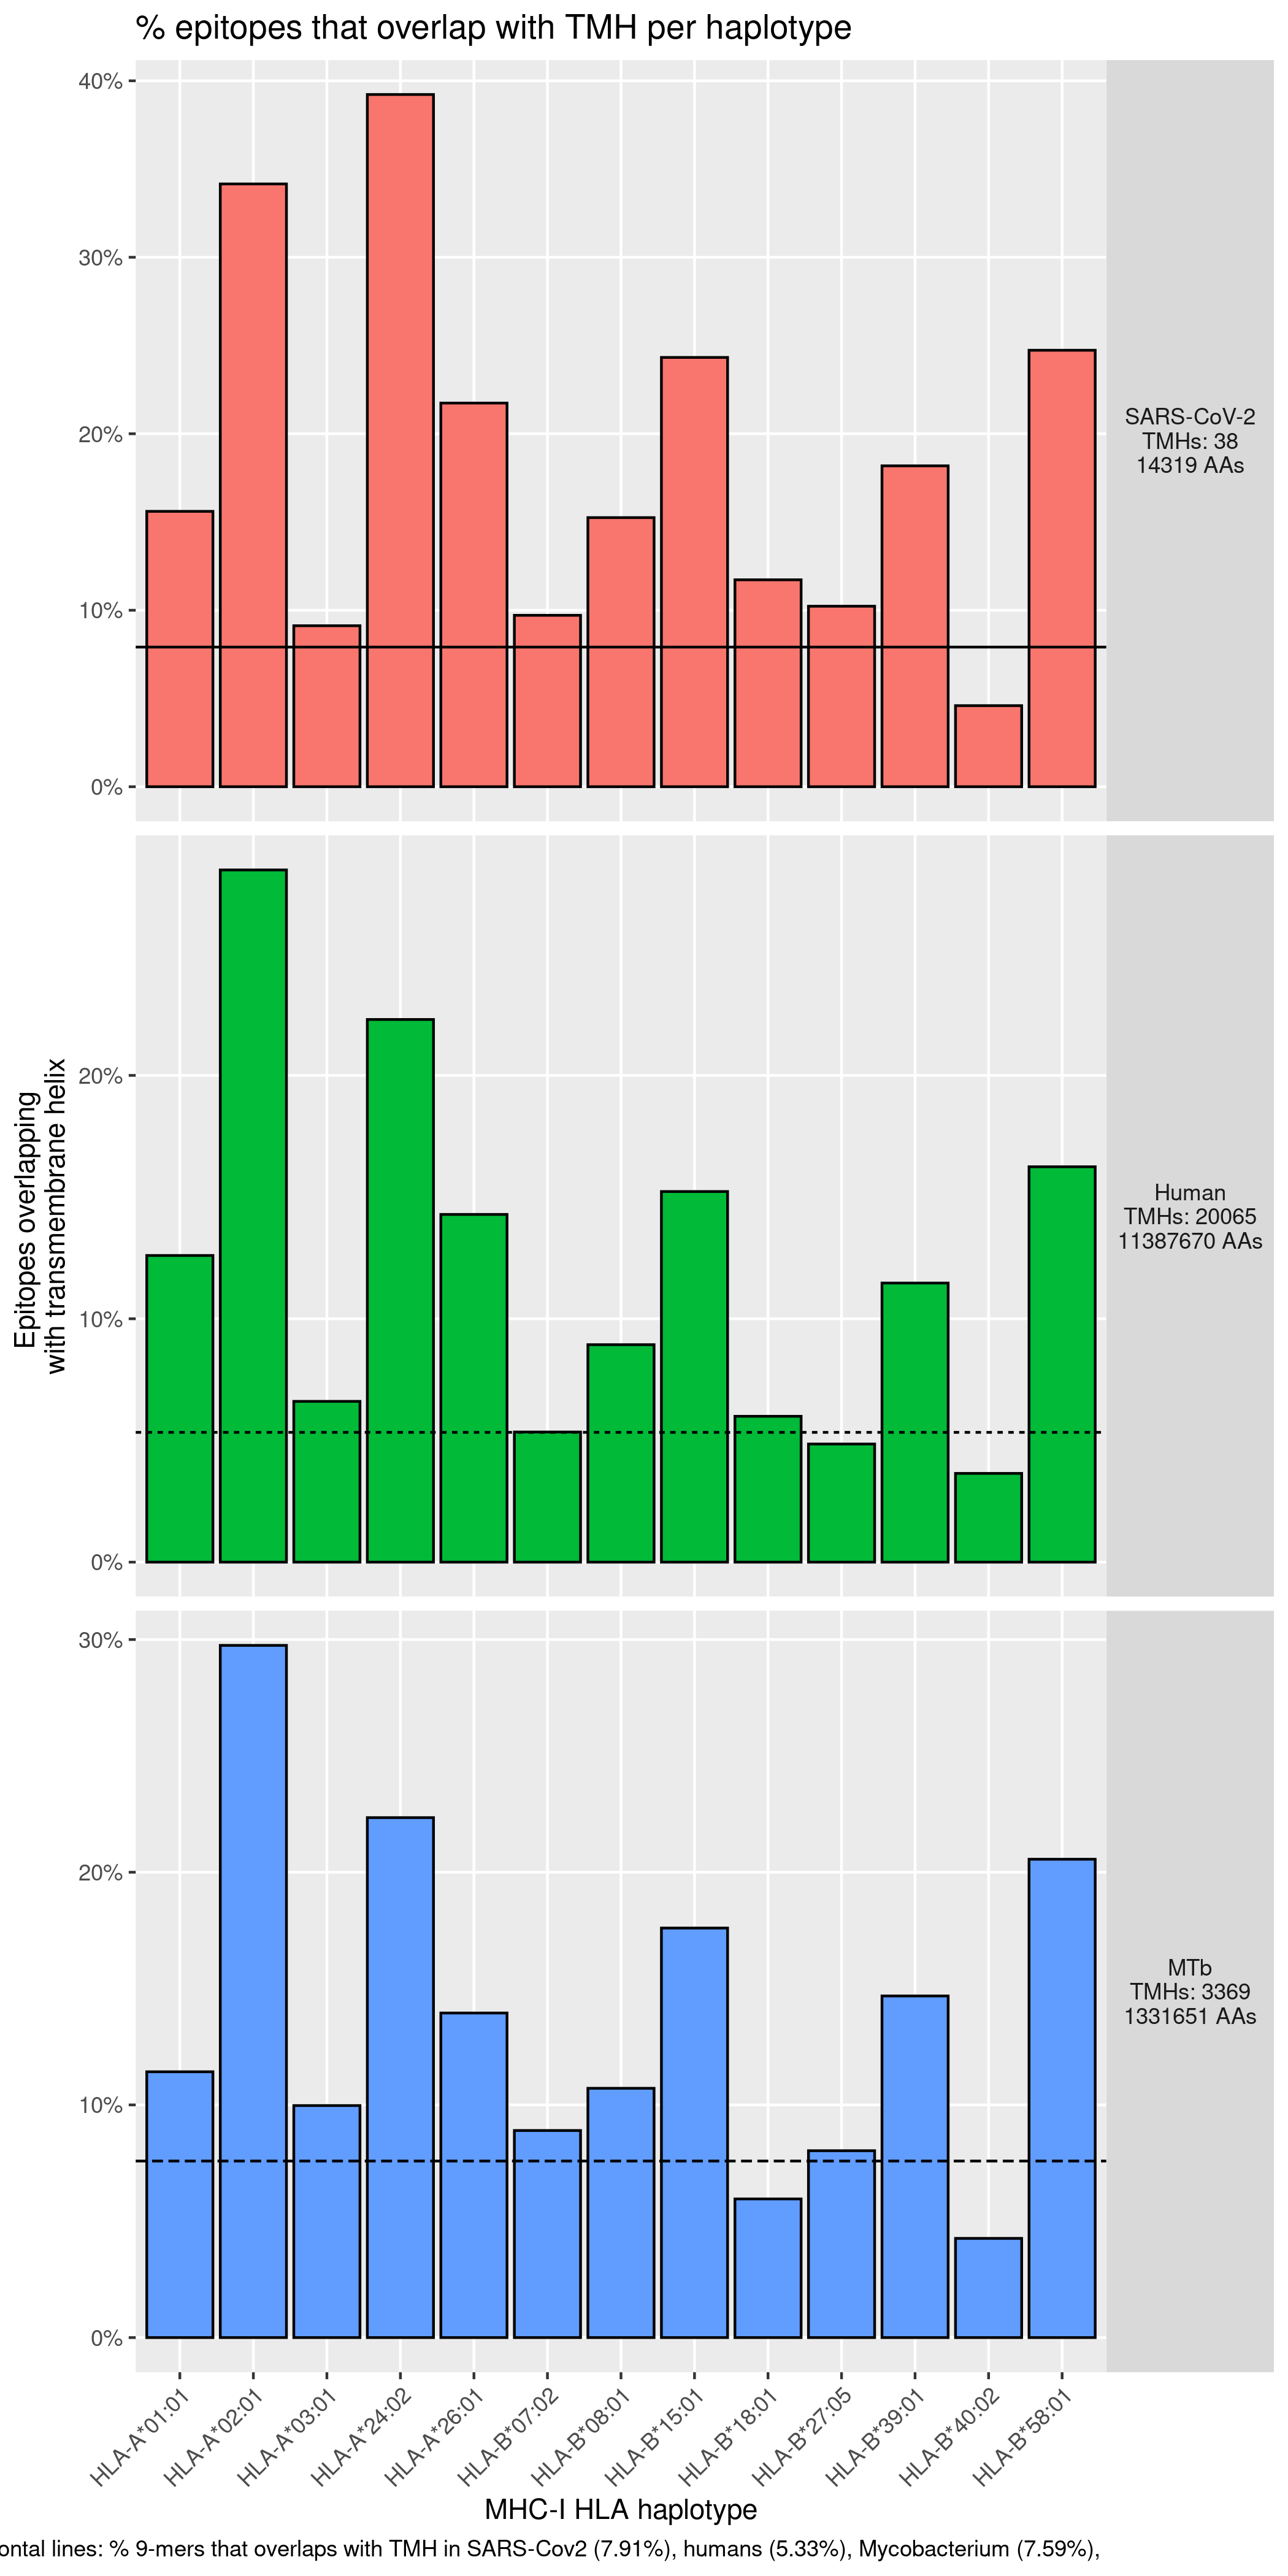 % epitopes that overlap with TMH per haplotype
40%
30%
20%
10%
0%
SARS-CoV-2
TMHs: 38
14319 AAs
Epitopes overlapping
with transmembrane helix
20%
10%
0%
Human
TMHs: 20065
11387670 AAs
30%
20%
10%
0%
MTb
TMHs: 3369
1331651 AAs
HLA-A*01:01
HLA-A*02:01
HLA-A*03:01
HLA-A*24:02
HLA-A*26:01
HLA-B*07:02
HLA-B*08:01
HLA-B*15:01
HLA-B*18:01
HLA-B*27:05
HLA-B*39:01
HLA-B*40:02
HLA-B*58:01
MHC-I HLA haplotype
ontal lines: % 9-mers that overlaps with TMH in SARS-Cov2 (7.91%), humans (5.33%), Mycobacterium (7.59%),